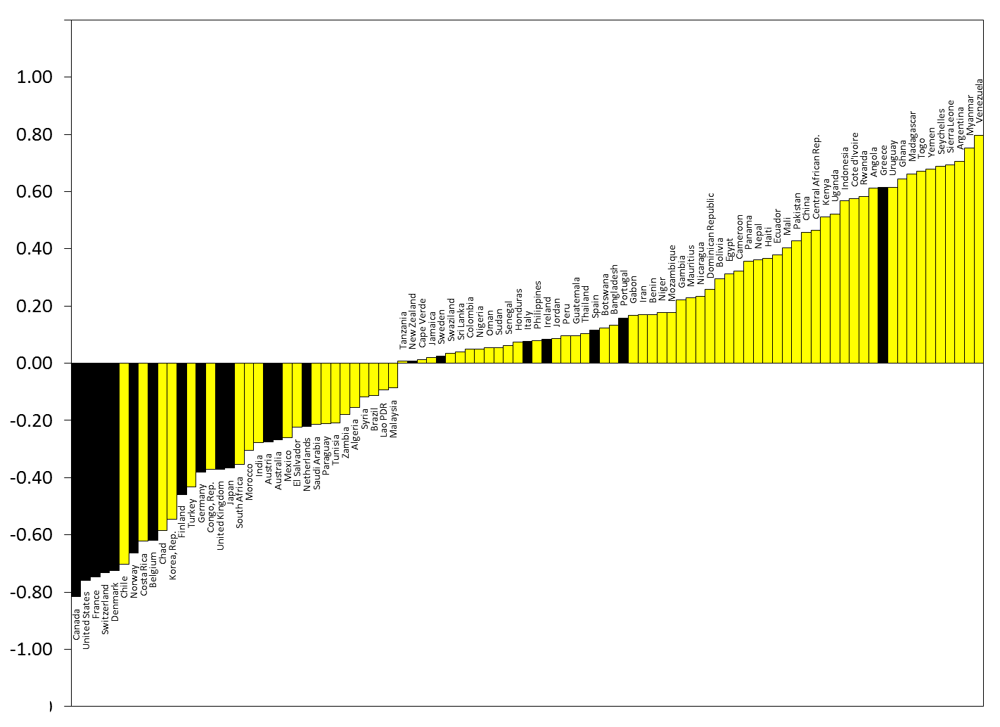 1.00
0.80
0.60
0.40
0.20
0.00
-0.20
-0.40
-0.60
-0.80
-1.00
)
Canada
United States
France
Switzerland
Denmark
Chile
Norway
Costa Rica
Belgium
Chad
Korea, Rep.
Finland
Turkey
Germany
Congo, Rep.
United Kingdom
Japan
South Africa
Morocco
India
Austria
Australia
Mexico
El Salvador
Netherlands
Saudi Arabia
Paraguay
Tunisia
Zambia
Algeria
Syria
Brazil
Lao PDR
Malaysia
Tanzania
New Zealand
Cape Verde
Jamaica
Sweden
Swaziland
Sri Lanka
Colombia
Nigeria
Oman
Sudan
Senegal
Honduras
Italy
Philippines
Ireland
Jordan
Peru
Guatemala
Thailand
Spain
Botswana
Bangladesh
Portugal
Gabon
Iran
Benin
Niger
Mozambique
Gambia
Mauritius
Nicaragua
Dominican Republic
Bolivia
Egypt
Cameroon
Panama
Nepal
Haiti
Ecuador
Mali
Pakistan
China
Central African Rep.
Kenya
Uganda
Indonesia
Cote d'Ivoire
Rwanda
Angola
Greece
Uruguay
Ghana
Madagascar
Togo
Yemen
Seychelles
Sierra Leone
Argentina
Myanmar
Venezuela